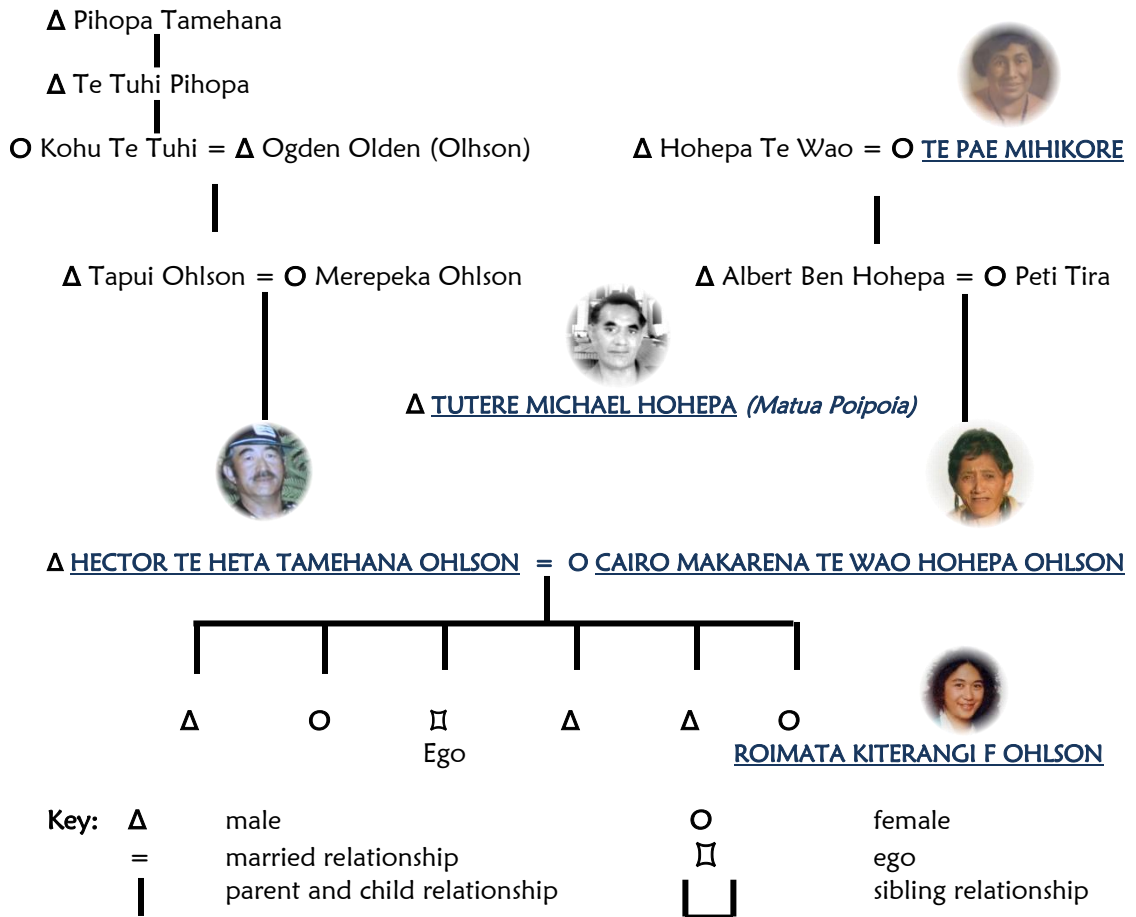 Δ Pihopa Tamehana
Δ Te Tuhi Pihopa
O Kohu Te Tuhi = Δ Ogden Olden (Olhson)
Δ Hohepa Te Wao = O TE PAE MIHIKORE
Δ Tapui Ohlson = O Merepeka Ohlson
Δ Albert Ben Hohepa = O Peti Tira
Δ TUTERE MICHAEL HOHEPA (Matua Poipoia)
Δ HECTOR TE HETA TAMEHANA OHLSON = O CAIRO MAKARENA TE WAO HOHEPA OHLSON
Δ O Δ Δ O
Ego
ROIMATA KITERANGI F OHLSON
Key: Δ male O female
= married relationship ego
parent and child relationship sibling relationship